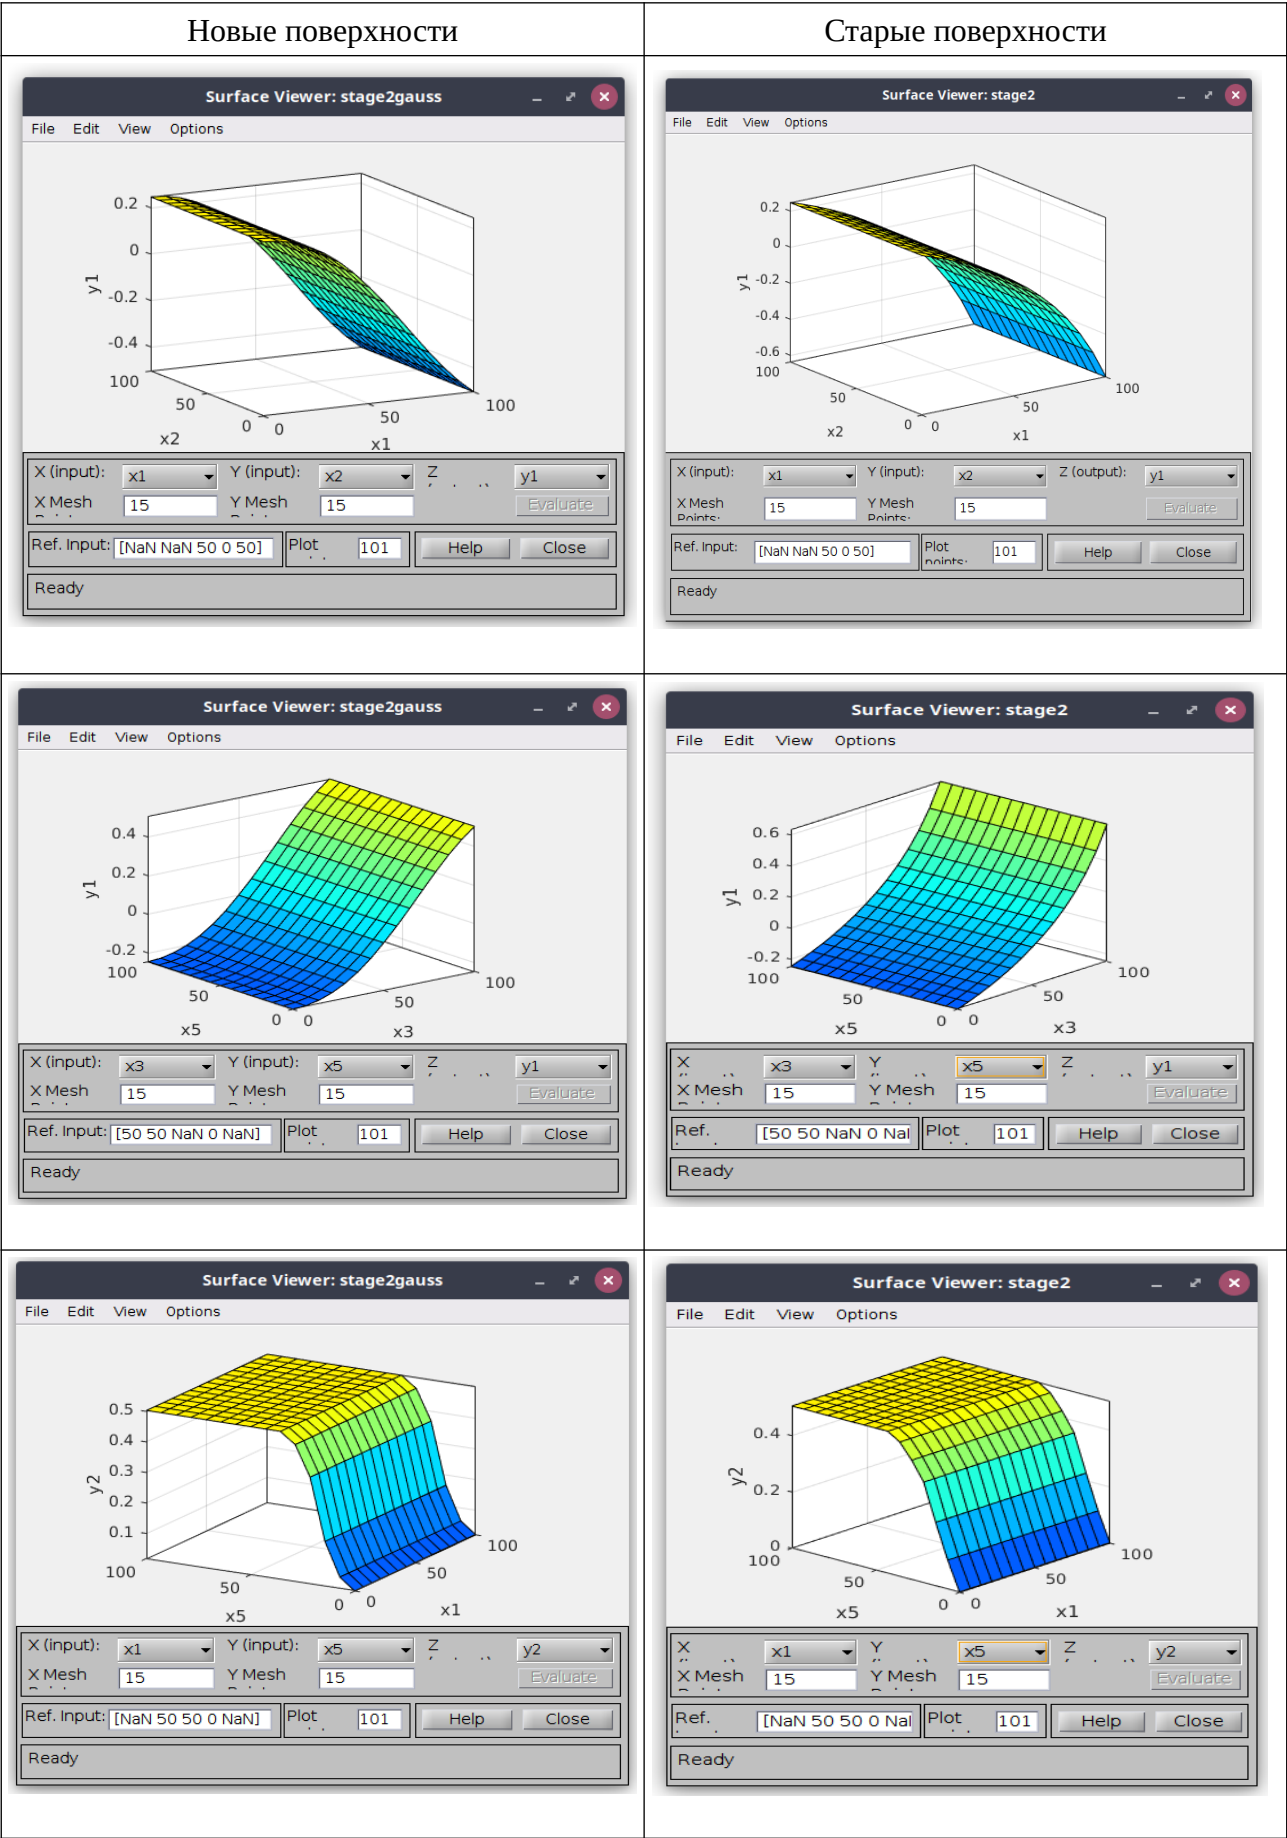 Новые поверхности
Старые поверхности
Surface Viewer: stage2gauss
File Edit View Options
0.2
0
-0.2
-0.4
y1
100
50
0
x2
0
50
100
x1
X (input): x1 Y (input): x2 Z y1
X Mesh 15 Y Mesh 15 Evaluate
Ref. Input: [NaN NaN 50 0 50] Plot 101 Help Close
Ready
Surface Viewer: stage2
File Edit View Options
0.2
0
-0.2
-0.4
-0.6
y1
100
50
0
x2
0
50
100
x1
X (input): x1 Y (input): x2 Z (output): y1
X Mesh Points: 15 Y Mesh Points: 15 Evaluate
Ref. Input: [NaN NaN 50 0 50] Plot points: 101 Help Close
Ready
Surface Viewer: stage2gauss
File Edit View Options
0.4
0.2
0
-0.2
y1
100
50
0
x5
0
50
100
x3
X (input): x3 Y (input): x5 Z y1
X Mesh 15 Y Mesh 15 Evaluate
Ref. Input: [50 50 NaN 0 NaN] Plot 101 Help Close
Ready
Surface Viewer: stage2
File Edit View Options
0.6
0.4
0.2
0
-0.2
y1
100
50
0
x5
0
50
100
x3
X x3 Y x5 Z y1
X Mesh 15 Y Mesh 15 Evaluate
Ref. [50 50 NaN 0 Nal Plot 101 Help Close
Ready
Surface Viewer: stage2gauss
File Edit View Options
0.5
0.4
0.3
0.2
0.1
y2
100
50
0
x5
0
50
100
x1
X (input): x1 Y (input): x5 Z y2
X Mesh 15 Y Mesh 15 Evaluate
Ref. Input: [NaN 50 50 0 NaN] Plot 101 Help Close
Ready
Surface Viewer: stage2
File Edit View Options
0.4
0.2
0
y2
100
50
0
x5
0
50
100
x1
X x1 Y x5 Z y2
X Mesh 15 Y Mesh 15 Evaluate
Ref. [NaN 50 50 0 Nal Plot 101 Help Close
Ready